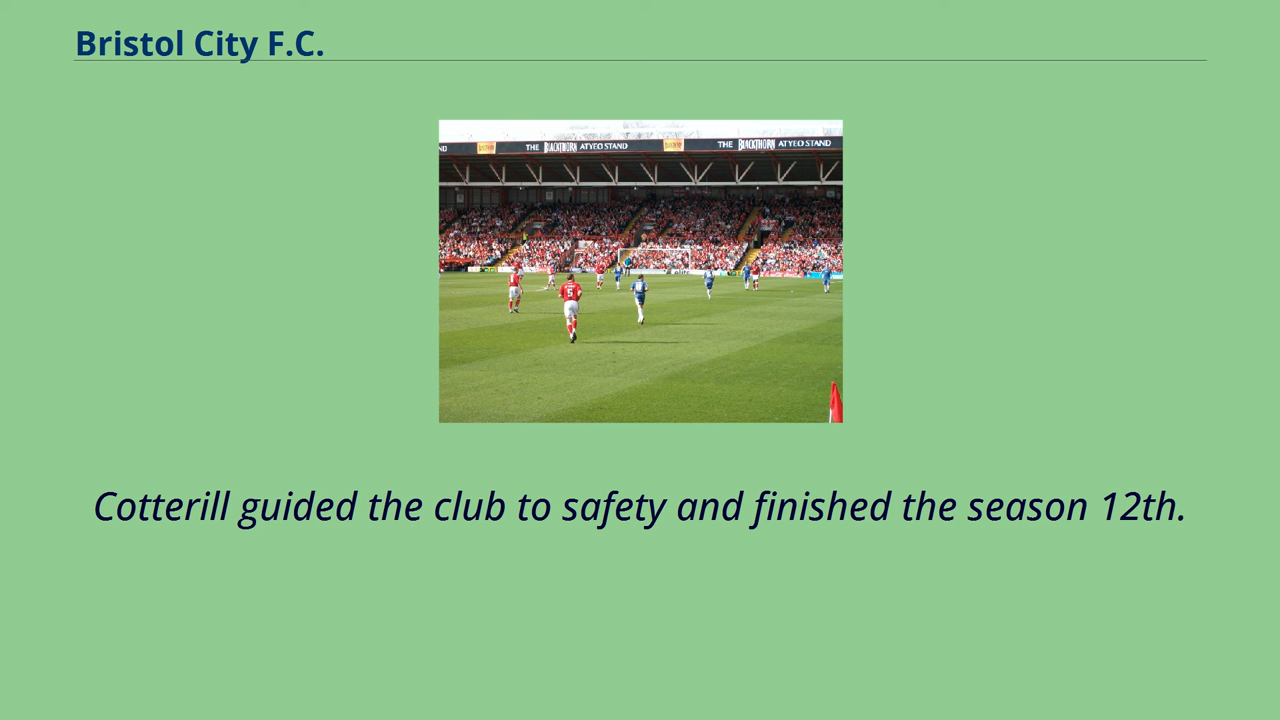 Bristol City F.C.
THE BLACKTHORN ATYEO STAND THE BLACKTHORN ATYEO STAND
5
Cotterill guided the club to safety and finished the season 12th.